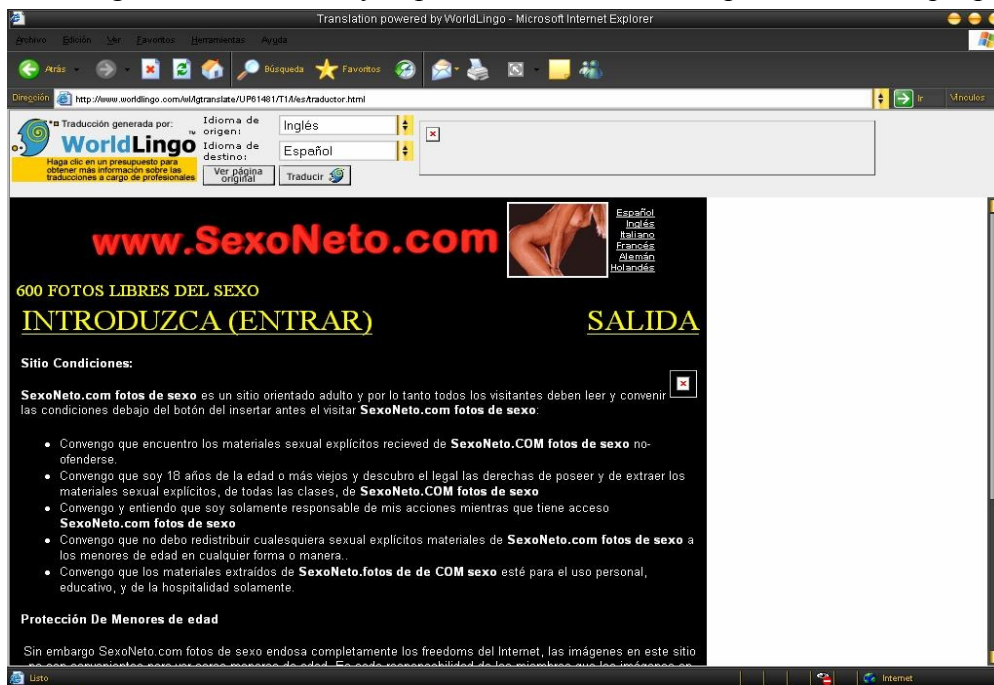 Translation powered by WorldLingo - Microsoft Internet Explorer
Archivo Edición Ver Favoritos Herramientas Ayuda
Atrás Búsqueda Favoritos
Dirección http://www.worldlingo.com/wl/lgtranslate/UP61481/T1/l/es/traductor.html Ir Vínculos
Traducción generada por:
WorldLingo
Haga clic en un presupuesto para
obtener más información sobre las
traducciones a cargo de profesionales
Idioma de
origen:
Inglés
Idioma de
destino:
Español
Ver página
original
Traducir
www.SexoNeto.com
Español
Inglés
Italiano
Francés
Alemán
Holandés
600 FOTOS LIBRES DEL SEXO
INTRODUZCA (ENTRAR) SALIDA
Sitio Condiciones:
SexoNeto.com fotos de sexo es un sitio orientado adulto y por lo tanto todos los visitantes deben leer y convenir
las condiciones debajo del botón del insertar antes el visitar SexoNeto.com fotos de sexo:
• Convengo que encuentro los materiales sexual explícitos recieved de SexoNeto.COM fotos de sexo no-
ofenderse.
• Convengo que soy 18 años de la edad o más viejos y descubro el legal las derechas de poseer y de extraer los
materiales sexual explícitos, de todas las clases, de SexoNeto.COM fotos de sexo
• Convengo y entiendo que soy solamente responsable de mis acciones mientras que tiene acceso
SexoNeto.com fotos de sexo
• Convengo que no debo redistribuir cualesquiera sexual explícitos materiales de SexoNeto.com fotos de sexo a
los menores de edad en cualquier forma o manera..
• Convengo que los materiales extraídos de SexoNeto.fotos de de COM sexo esté para el uso personal,
educativo, y de la hospitalidad solamente.
Protección De Menores de edad
Sin embargo SexoNeto.com fotos de sexo endosa completamente los freedoms del Internet, las imágenes en este sitio
Listo Internet